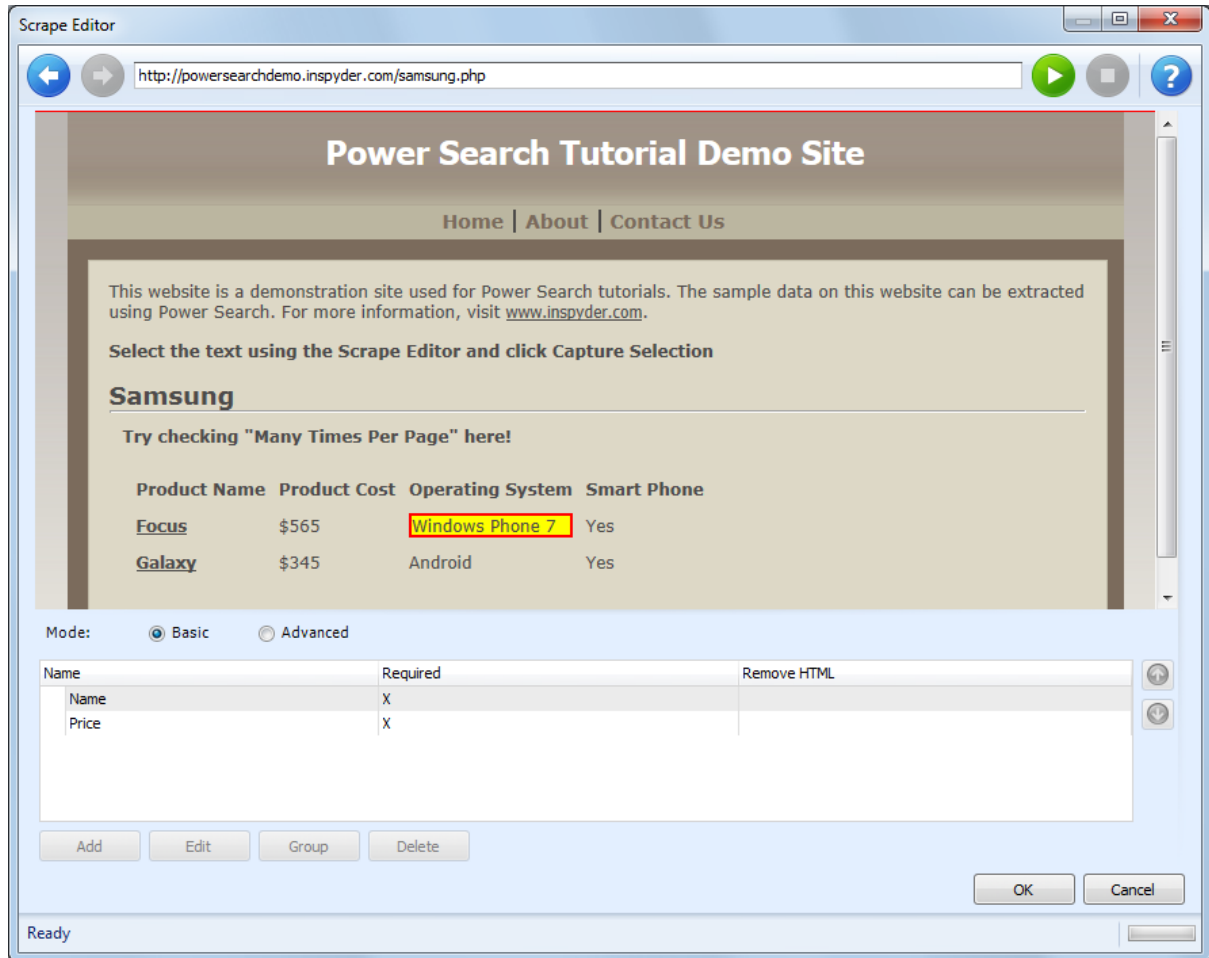 Scrape Editor
http://powersearchdemo.inspyder.com/samsung.php
Power Search Tutorial Demo Site
Home | About | Contact Us
This website is a demonstration site used for Power Search tutorials. The sample data on this website can be extracted
using Power Search. For more information, visit www.inspyder.com.
Select the text using the Scrape Editor and click Capture Selection
Samsung
Try checking "Many Times Per Page" here!
Product Name Product Cost Operating System Smart Phone
Focus $565 Windows Phone 7 Yes
Galaxy $345 Android Yes
Mode: Basic Advanced
Name Required Remove HTML
Name X
Price X
Add Edit Group Delete
OK Cancel
Ready